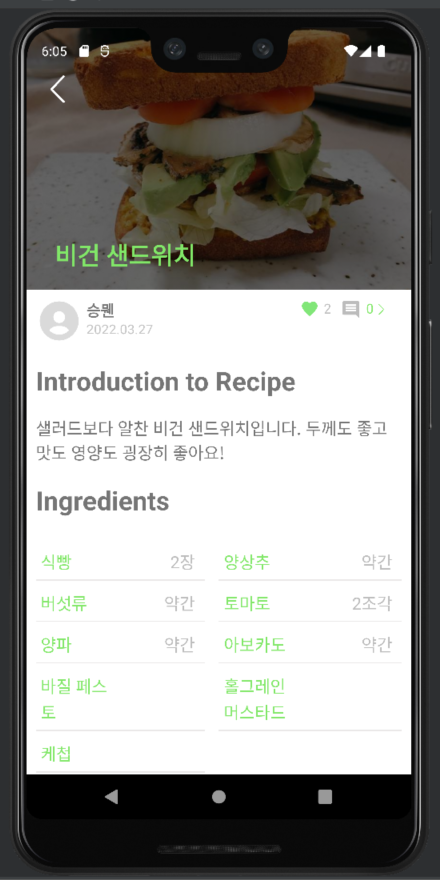 6:05
비건 샌드위치
승웬
2022.03.27
2
0
Introduction to Recipe
샐러드보다 알찬 비건 샌드위치입니다. 두께도 좋고
맛도 영양도 굉장히 좋아요!
Ingredients
식빵 2장 양상추 약간
버섯류 약간 토마토 2조각
양파 약간 아보카도 약간
바질 페스 홀그레인
토 머스타드
케첩